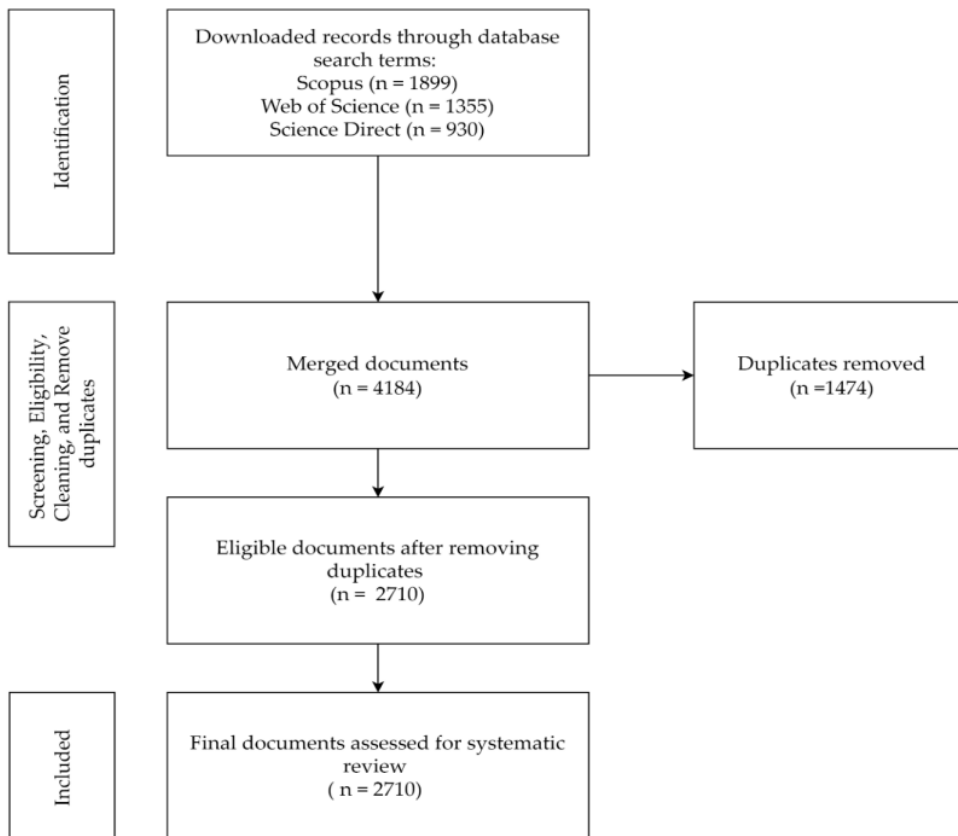 Identification
Downloaded records through database
search terms:
Scopus (n = 1899)
Web of Science (n = 1355)
Science Direct (n = 930)
Screening, Eligibility,
Cleaning, and Remove
duplicates
Merged documents
(n = 4184)
Duplicates removed
(n =1474)
Eligible documents after removing
duplicates
(n =  2710)
Included
Final documents assessed for systematic
review
( n = 2710)